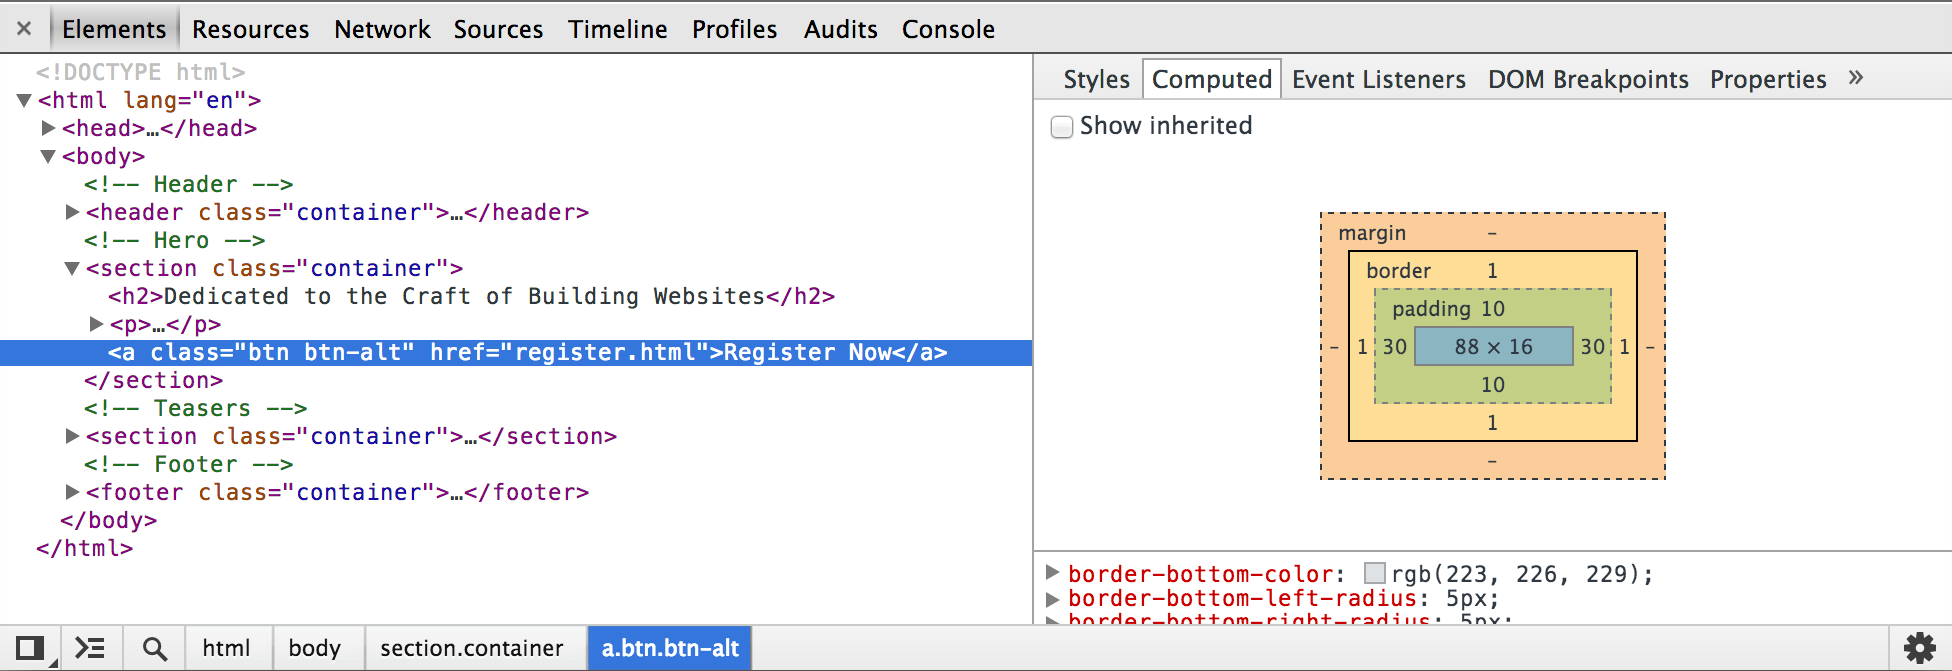 × Elements Resources Network Sources Timeline Profiles Audits Console
<!DOCTYPE html>
▼<html lang="en">
▶<head>…</head>
▼<body>
<!-- Header -->
▶<header class="container">…</header>
<!-- Hero -->
▼<section class="container">
<h2>Dedicated to the Craft of Building Websites</h2>
▶<p>…</p>
<a class="btn btn-alt" href="register.html">Register Now</a>
</section>
<!-- Teasers -->
▶<section class="container">…</section>
<!-- Footer -->
▶<footer class="container">…</footer>
</body>
</html>
Styles Computed Event Listeners DOM Breakpoints Properties »
Show inherited
margin –
border 1
padding 10
– 1 30 88 × 16 30 1 –
10
1
–
▶ border-bottom-color: rgb(223, 226, 229);
▶ border-bottom-left-radius: 5px;
▶ border-bottom-right-radius: 5px;
html body section.container a.btn.btn-alt